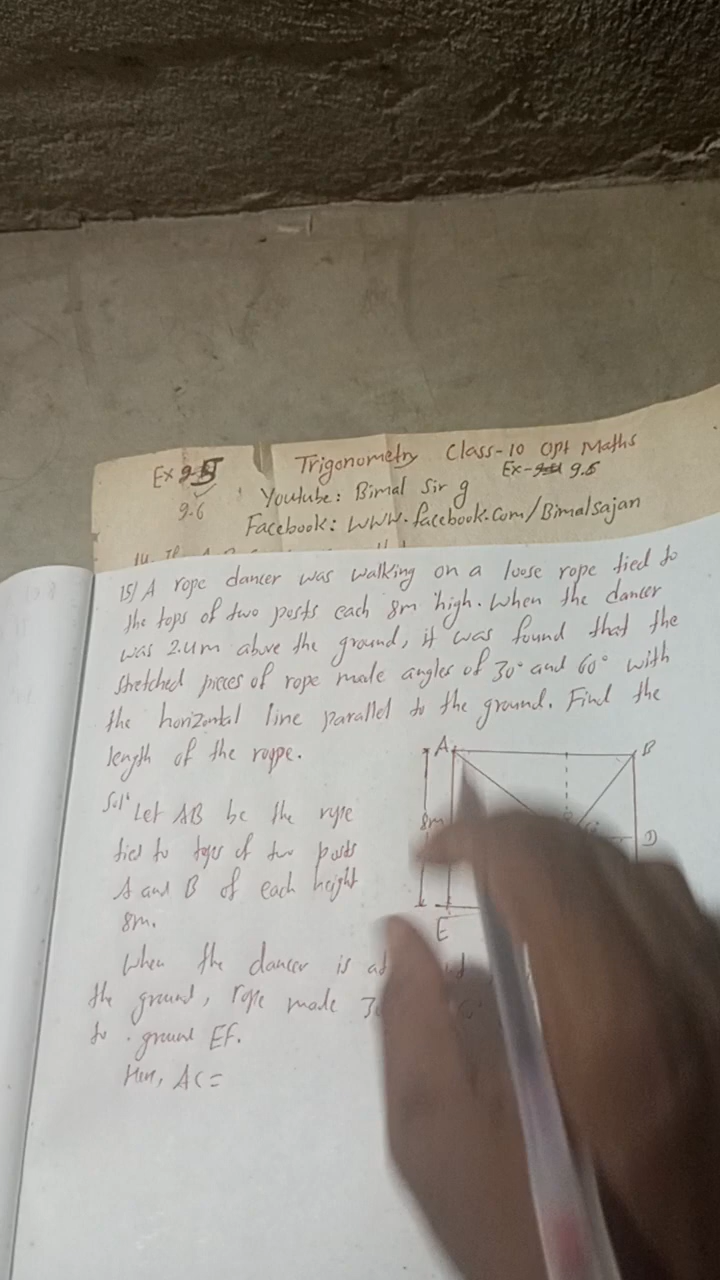 Ex 9.5 Trigonometry Class-10 Opt Maths
9.6 Youtube: Bimal Sir g Ex- 9.6
Facebook: www.facebook.com/Bimalsajan
15) A rope dancer was walking on a loose rope tied to
the tops of two posts each 8m high. When the dancer
was 2.4m above the ground, it was found that the
stretched pieces of rope made angles of 30° and 60° with
the horizontal line parallel to the ground. Find the
length of the rope.
A B
Solⁿ Let AB be the rope
8m D
tied to tops of two posts
A and B of each height
8m.
E
When the dancer is at
the ground, rope made
to ground EF.
Here, AC=